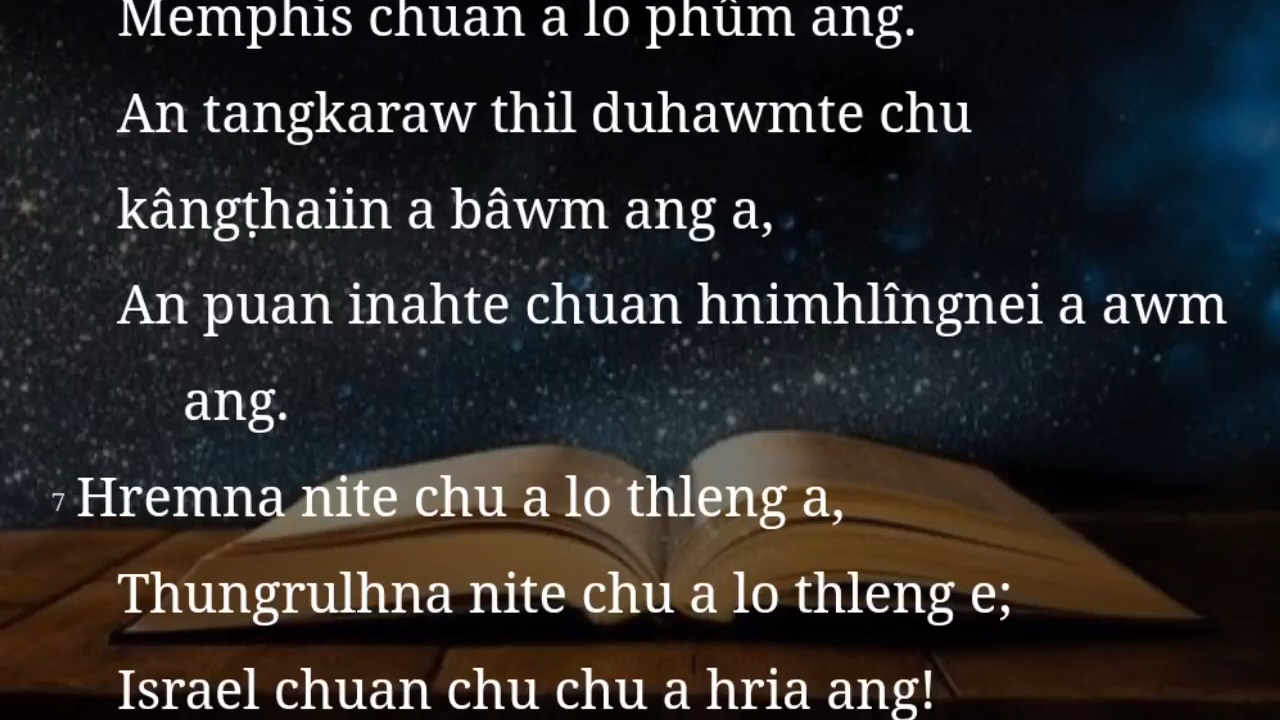 Memphis chuan a lo phûm ang.
An tangkaraw thil duhawmte chu
kângṭhaiin a bâwm ang a,
An puan inahte chuan hnimhlîngnei a awm
ang.
7 Hremna nite chu a lo thleng a,
Thungrulhna nite chu a lo thleng e;
Israel chuan chu chu a hria ang!